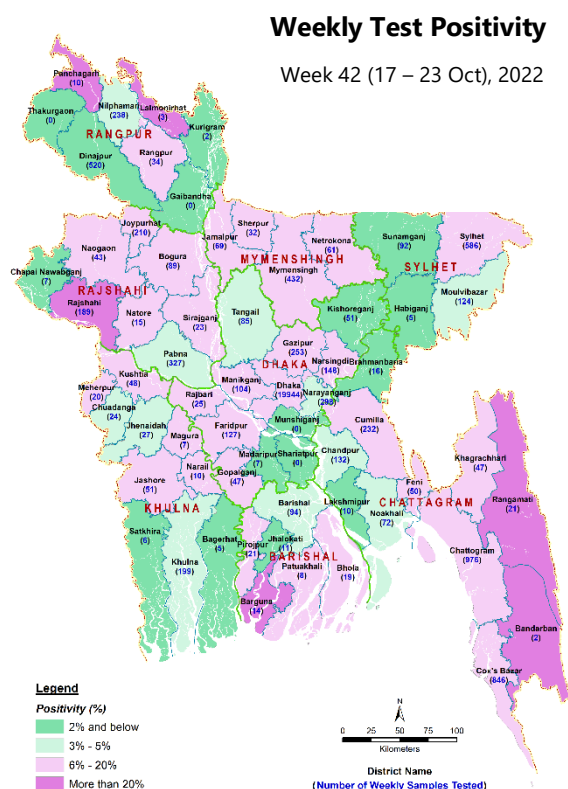 Weekly Test Positivity
Week 42 (17 – 23 Oct), 2022
Panchagarh
(10)
Lalmonirhat
(3)
Nilphamari
(238)
Thakurgaon
(0)
Kurigram
(2)
RANGPUR
Dinajpur
(520)
Rangpur
(34)
Gaibandha
(0)
Joypurhat
(210)
Sherpur
(32)
Jamalpur
(69)
Netrokona
(61)
Sunamganj
(92)
Sylhet
(586)
Naogaon
(43)
Bogura
(89)
MYMENSINGH
Mymensingh
(432)
SYLHET
Chapai Nawabganj
(7)
RAJSHAHI
Rajshahi
(189)
Moulvibazar
(124)
Natore
(15)
Sirajganj
(23)
Tangail
(85)
Kishoreganj
(51)
Habiganj
(5)
Gazipur
(253)
Pabna
(327)
DHAKA
Narsingdi
(148)
Brahmanbaria
(16)
Kushtia
(48)
Meherpur
(20)
Manikganj
(104)
Dhaka
(19944)
Narayanganj
(298)
Rajbari
(25)
Chuadanga
(24)
Jhenaidah
(27)
Magura
(7)
Faridpur
(127)
Munshiganj
(0)
Cumilla
(232)
Madaripur
(7)
Shariatpur
(0)
Chandpur
(132)
Khagrachhari
(47)
Narail
(10)
Gopalganj
(47)
Jashore
(51)
Feni
(50)
Rangamati
(21)
KHULNA
Barishal
(94)
Lakshmipur
(10)
CHATTAGRAM
Noakhali
(72)
Satkhira
(6)
Bagerhat
(5)
Jhalokati
(11)
Pirojpur
(21)
BARISHAL
Chattogram
(976)
Khulna
(199)
Patuakhali
(8)
Bhola
(19)
Barguna
(14)
Bandarban
(2)
Cox's Bazar
(846)
Legend
Positivity (%)
2% and below
3% - 5%
6% - 20%
More than 20%
N
0 25 50 75 100
Kilometers
District Name
(Number of Weekly Samples Tested)